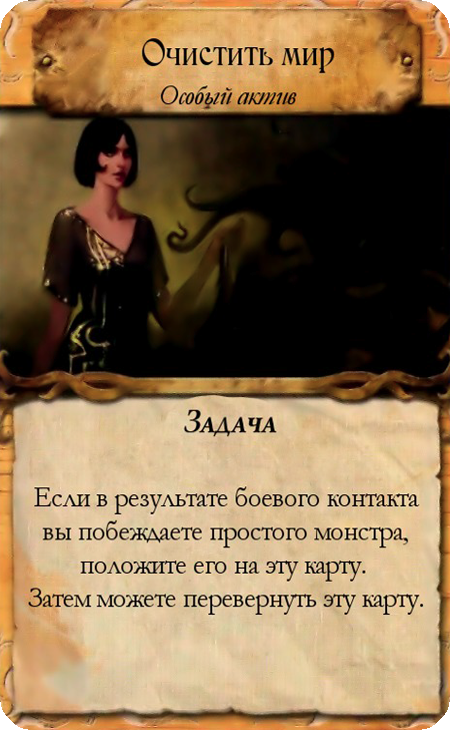 Очистить мир
Особый актив
Задача
Если в результате боевого контакта
вы побеждаете простого монстра,
положите его на эту карту.
Затем можете перевернуть эту карту.